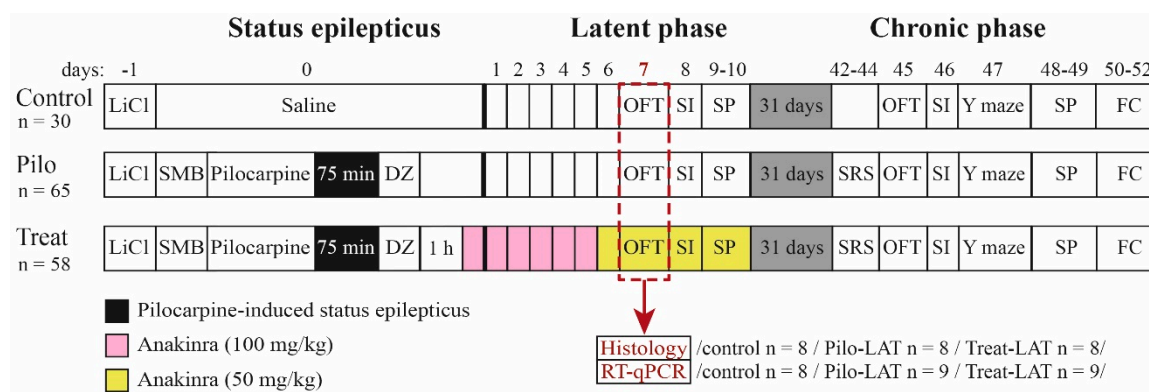 Status epilepticus Latent phase Chronic phase
days: -1 0 1 2 3 4 5 6 7 8 9-10 42-44 45 46 47 48-49 50-52
Control
n = 30
LiCl Saline OFT SI SP 31 days OFT SI Y maze SP FC
Pilo
n = 65
LiCl SMB Pilocarpine 75 min DZ OFT SI SP 31 days SRS OFT SI Y maze SP FC
Treat
n = 58
LiCl SMB Pilocarpine 75 min DZ 1 h OFT SI SP 31 days SRS OFT SI Y maze SP FC
Pilocarpine-induced status epilepticus
Anakinra (100 mg/kg)
Anakinra (50 mg/kg)
Histology /control n = 8 / Pilo-LAT n = 8 / Treat-LAT n = 8/
RT-qPCR /control n = 8 / Pilo-LAT n = 9 / Treat-LAT n = 9/